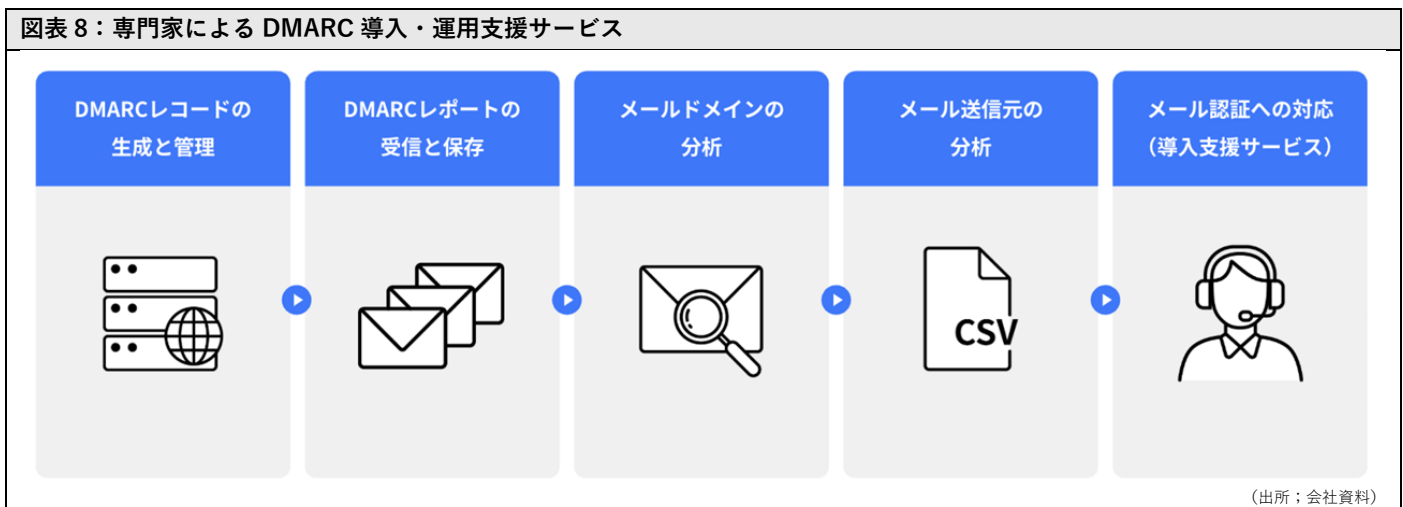 図表 8：専門家による DMARC 導入・運用支援サービス
DMARCレコードの
生成と管理
DMARCレポートの
受信と保存
メールドメインの
分析
メール送信元の
分析
メール認証への対応
（導入支援サービス）
CSV
（出所；会社資料）